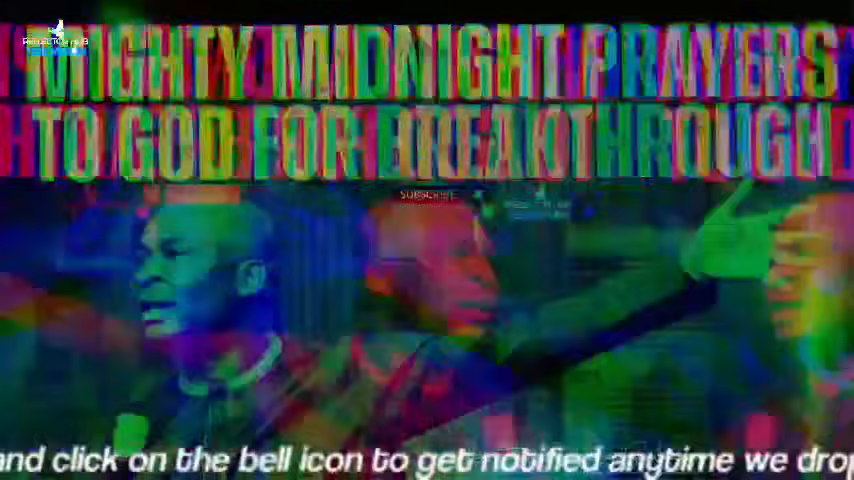 MIGHTY MIDNIGHT PRAYERS
TO GOD FOR BREAKTHROUGH
SUBSCRIBE
and click on the bell icon to get notified anytime we drop